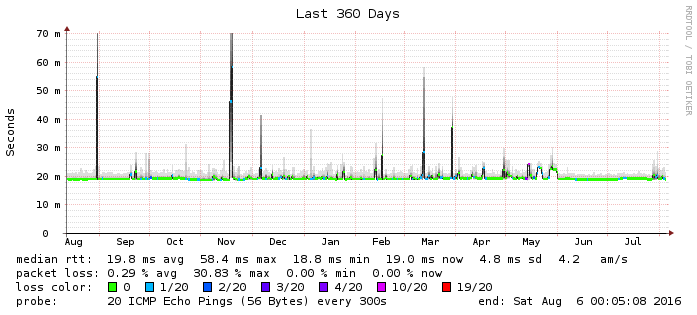 Last 360 Days
RRDTOOL / TOBI OETIKER
Seconds
70 m
60 m
50 m
40 m
30 m
20 m
10 m
0
Aug Sep Oct Nov Dec Jan Feb Mar Apr May Jun Jul
median rtt: 19.8 ms avg 58.4 ms max 18.8 ms min 19.0 ms now 4.8 ms sd 4.2 am/s
packet loss: 0.29 % avg 30.83 % max 0.00 % min 0.00 % now
loss color: 0 1/20 2/20 3/20 4/20 10/20 19/20
probe: 20 ICMP Echo Pings (56 Bytes) every 300s end: Sat Aug 6 00:05:08 2016